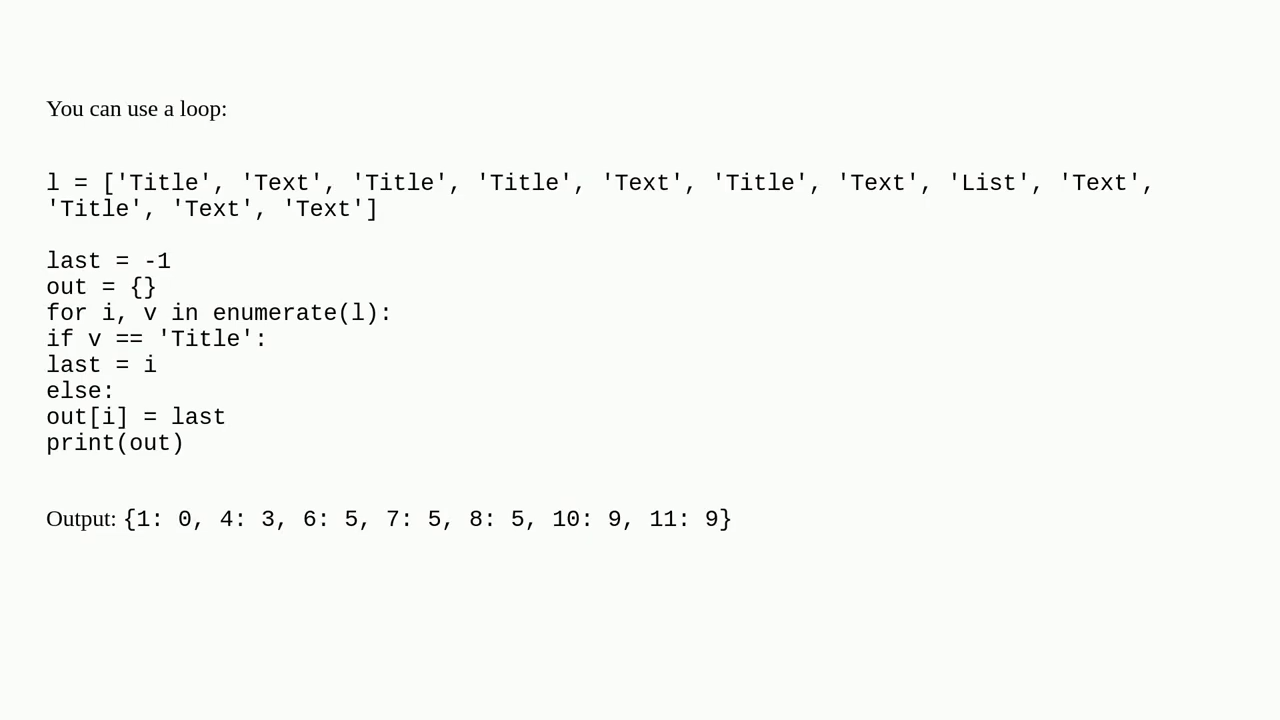 You can use a loop:
l = ['Title', 'Text', 'Title', 'Title', 'Text', 'Title', 'Text', 'List', 'Text',
'Title', 'Text', 'Text']
last = -1
out = {}
for i, v in enumerate(l):
if v == 'Title':
last = i
else:
out[i] = last
print(out)
Output: {1: 0, 4: 3, 6: 5, 7: 5, 8: 5, 10: 9, 11: 9}